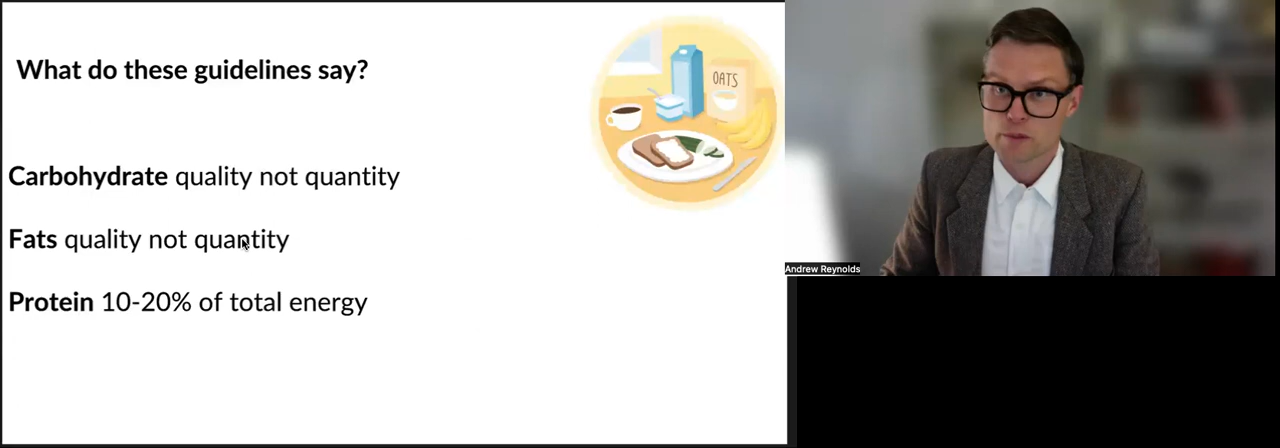 What do these guidelines say?
OATS
Carbohydrate quality not quantity
Fats quality not quantity
Protein 10-20% of total energy
Andrew Reynolds